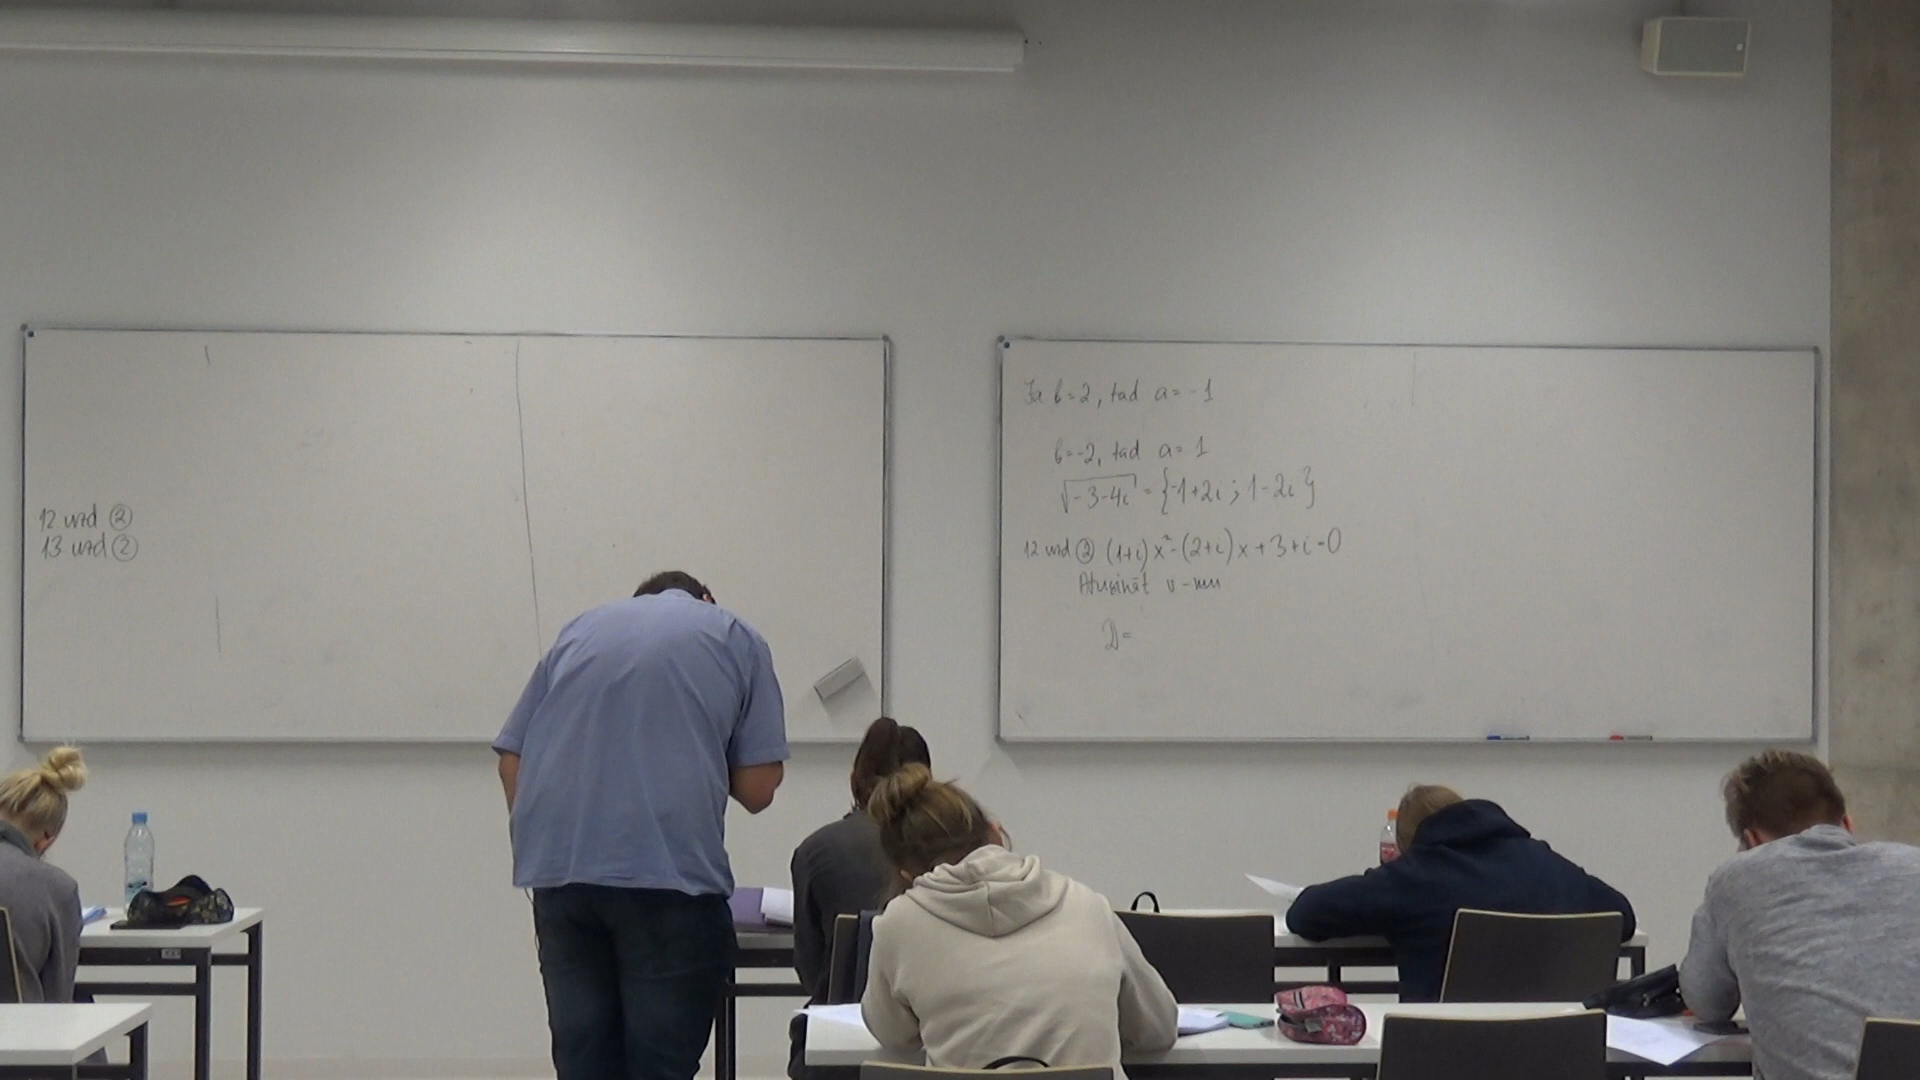 12 uzd ②
13 uzd ②
Ja b=2, tad a=-1
b=-2, tad a=1
√-3-4i = {-1+2i ; 1-2i}
12 uzd ② (1+i)x²-(2+i)x+3+i=0
Atrisināt v-mu
D=